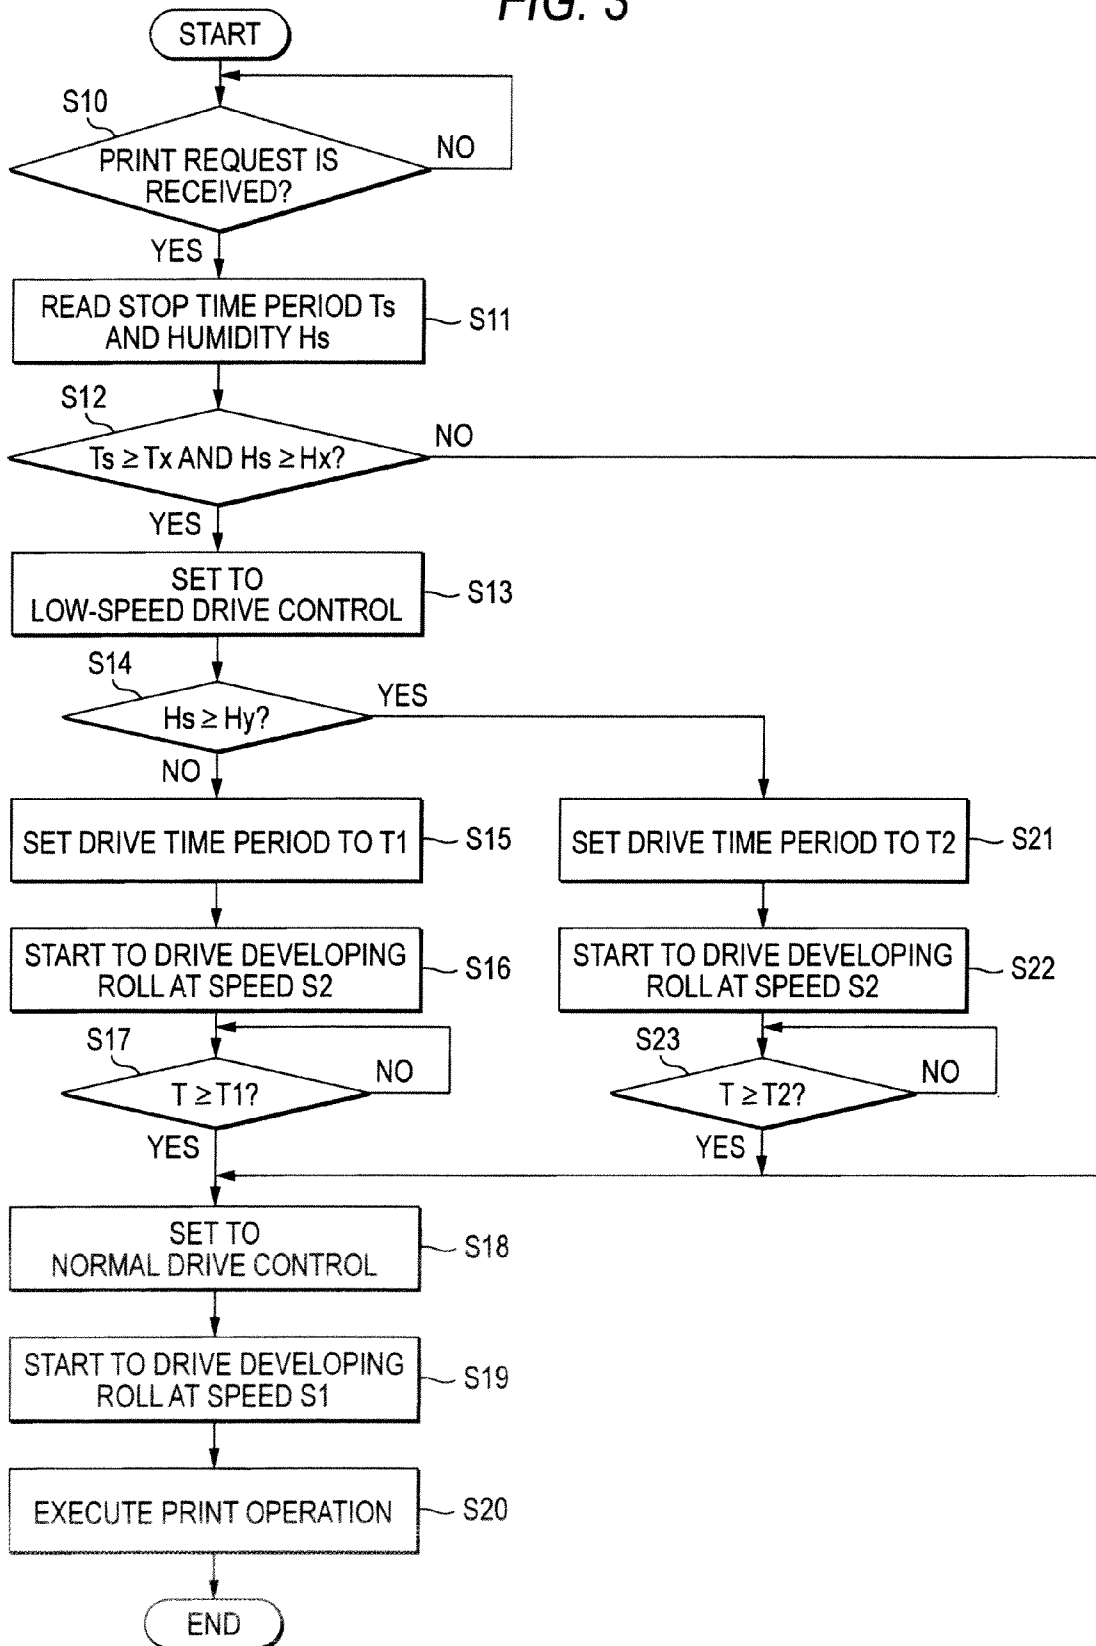 FIG. 3
START
S10
PRINT REQUEST IS
RECEIVED?
NO
YES
READ STOP TIME PERIOD Ts
AND HUMIDITY Hs
S11
S12
Ts ≥ Tx AND Hs ≥ Hx?
NO
YES
SET TO
LOW-SPEED DRIVE CONTROL
S13
S14
Hs ≥ Hy?
YES
NO
SET DRIVE TIME PERIOD TO T1
S15
SET DRIVE TIME PERIOD TO T2
S21
START TO DRIVE DEVELOPING
ROLL AT SPEED S2
S16
START TO DRIVE DEVELOPING
ROLL AT SPEED S2
S22
S17
T ≥ T1?
NO
YES
S23
T ≥ T2?
NO
YES
SET TO
NORMAL DRIVE CONTROL
S18
START TO DRIVE DEVELOPING
ROLL AT SPEED S1
S19
EXECUTE PRINT OPERATION
S20
END